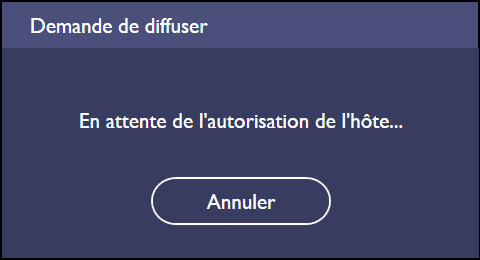 Demande de diffuser
En attente de l'autorisation de l'hôte...
Annuler